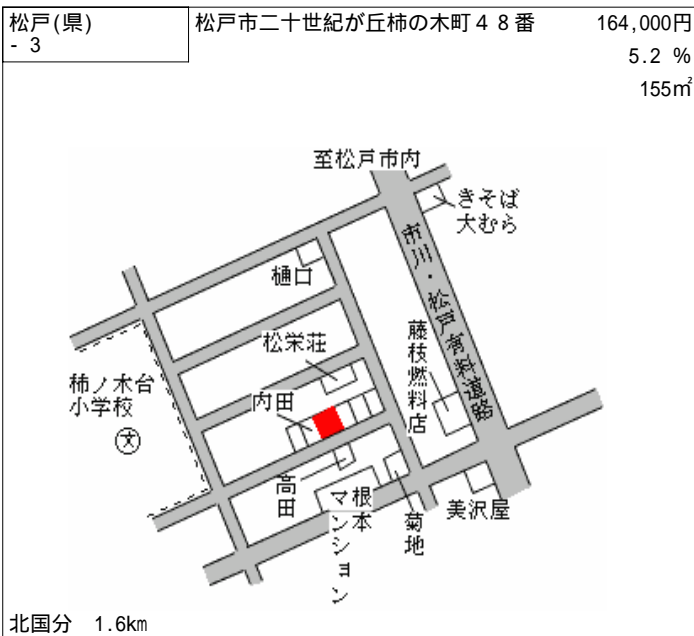 松戸(県)
- 3
松戸市二十世紀が丘柿の木町４８番
164,000円
5.2 %
155㎡
至松戸市内
きそば
大むら
市川・松戸有料道路
樋口
藤枝燃料店
松栄荘
柿ノ木台
小学校
文
内田
高田
根本
マンション
菊地
美沢屋
北国分 1.6km